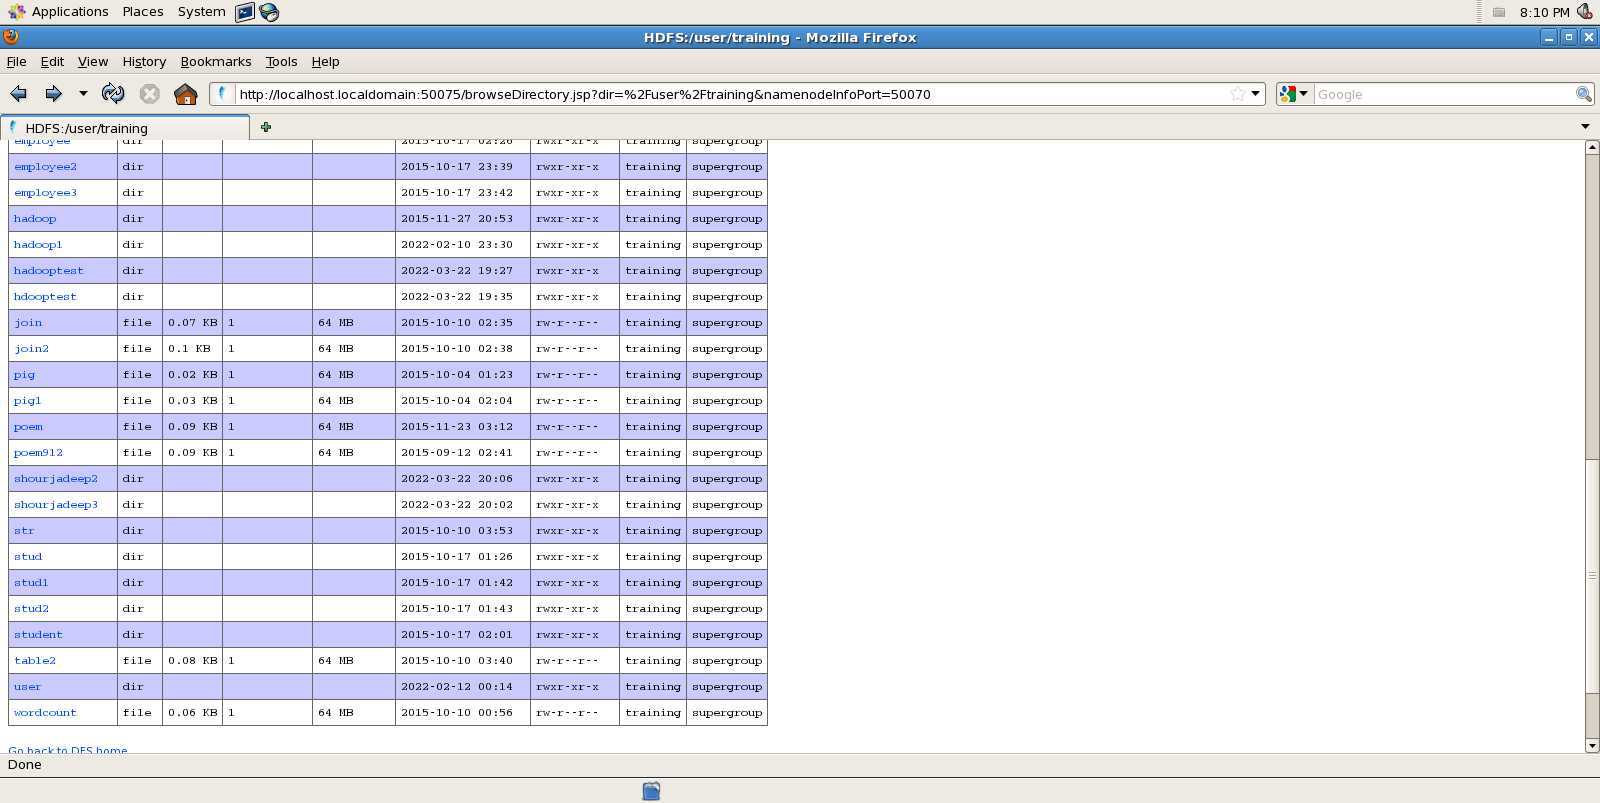 Applications Places System 8:10 PM
HDFS:/user/training - Mozilla Firefox
File Edit View History Bookmarks Tools Help
http://localhost.localdomain:50075/browseDirectory.jsp?dir=%2Fuser%2Ftraining&namenodeInfoPort=50070 Google
HDFS:/user/training
employee dir 2015-10-17 02:26 rwxr-xr-x training supergroup
employee2 dir 2015-10-17 23:39 rwxr-xr-x training supergroup
employee3 dir 2015-10-17 23:42 rwxr-xr-x training supergroup
hadoop dir 2015-11-27 20:53 rwxr-xr-x training supergroup
hadoop1 dir 2022-02-10 23:30 rwxr-xr-x training supergroup
hadooptest dir 2022-03-22 19:27 rwxr-xr-x training supergroup
hdooptest dir 2022-03-22 19:35 rwxr-xr-x training supergroup
join file 0.07 KB 1 64 MB 2015-10-10 02:35 rw-r--r-- training supergroup
join2 file 0.1 KB 1 64 MB 2015-10-10 02:38 rw-r--r-- training supergroup
pig file 0.02 KB 1 64 MB 2015-10-04 01:23 rw-r--r-- training supergroup
pig1 file 0.03 KB 1 64 MB 2015-10-04 02:04 rw-r--r-- training supergroup
poem file 0.09 KB 1 64 MB 2015-11-23 03:12 rw-r--r-- training supergroup
poem912 file 0.09 KB 1 64 MB 2015-09-12 02:41 rw-r--r-- training supergroup
shourjadeep2 dir 2022-03-22 20:06 rwxr-xr-x training supergroup
shourjadeep3 dir 2022-03-22 20:02 rwxr-xr-x training supergroup
str dir 2015-10-10 03:53 rwxr-xr-x training supergroup
stud dir 2015-10-17 01:26 rwxr-xr-x training supergroup
stud1 dir 2015-10-17 01:42 rwxr-xr-x training supergroup
stud2 dir 2015-10-17 01:43 rwxr-xr-x training supergroup
student dir 2015-10-17 02:01 rwxr-xr-x training supergroup
table2 file 0.08 KB 1 64 MB 2015-10-10 03:40 rw-r--r-- training supergroup
user dir 2022-02-12 00:14 rwxr-xr-x training supergroup
wordcount file 0.06 KB 1 64 MB 2015-10-10 00:56 rw-r--r-- training supergroup
Go back to DFS home
Done